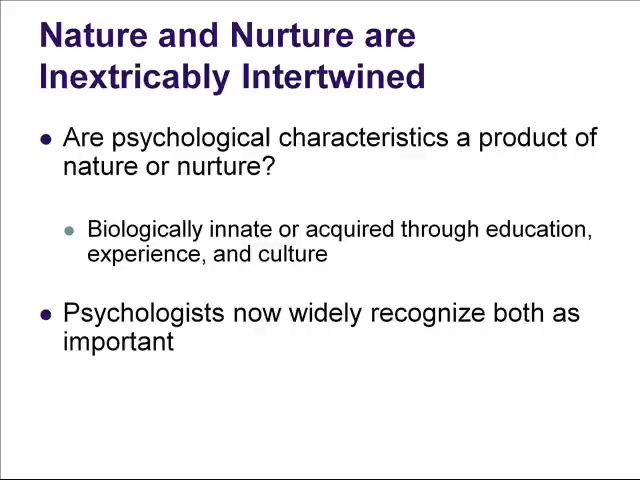 Nature and Nurture are
Inextricably Intertwined
Are psychological characteristics a product of
nature or nurture?
Biologically innate or acquired through education,
experience, and culture
Psychologists now widely recognize both as
important